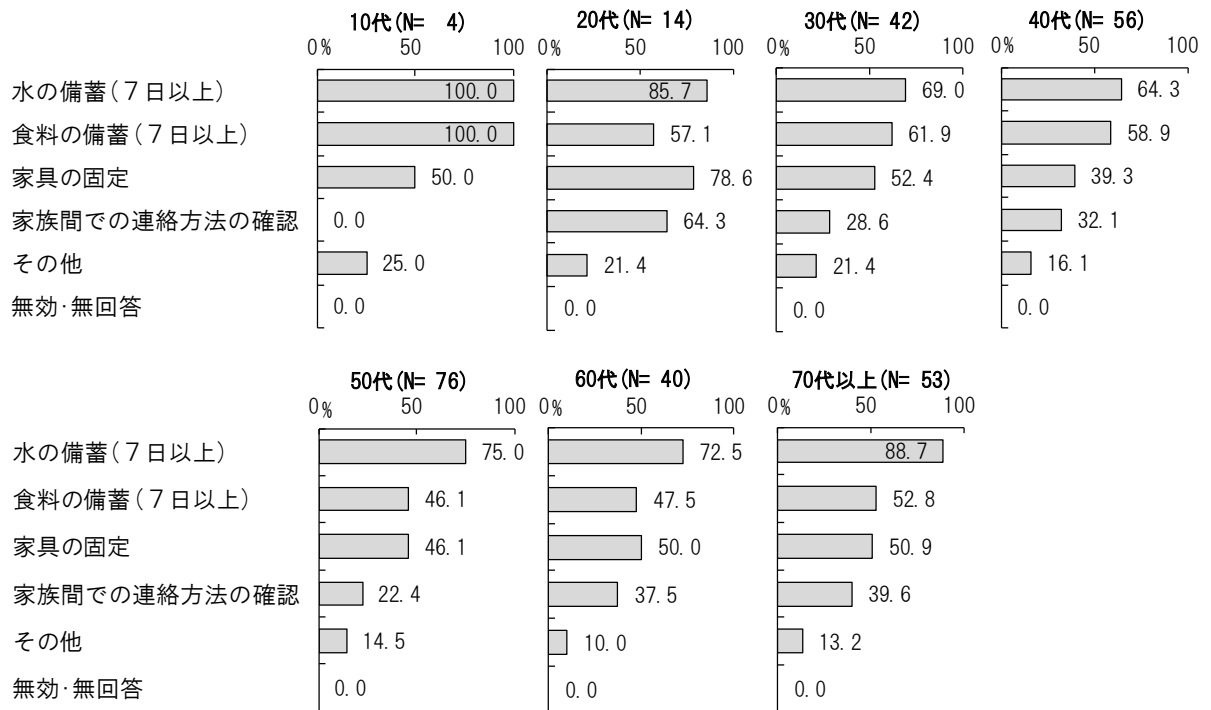 10代(N= 4) 20代(N= 14) 30代(N= 42) 40代(N= 56)
0% 50 100 0% 50 100 0% 50 100 0% 50 100
水の備蓄(７日以上) 100.0 85.7 69.0 64.3
食料の備蓄(７日以上) 100.0 57.1 61.9 58.9
家具の固定 50.0 78.6 52.4 39.3
家族間での連絡方法の確認 0.0 64.3 28.6 32.1
その他 25.0 21.4 21.4 16.1
無効･無回答 0.0 0.0 0.0 0.0
50代(N= 76) 60代(N= 40) 70代以上(N= 53)
0% 50 100 0% 50 100 0% 50 100
水の備蓄(７日以上) 75.0 72.5 88.7
食料の備蓄(７日以上) 46.1 47.5 52.8
家具の固定 46.1 50.0 50.9
家族間での連絡方法の確認 22.4 37.5 39.6
その他 14.5 10.0 13.2
無効･無回答 0.0 0.0 0.0